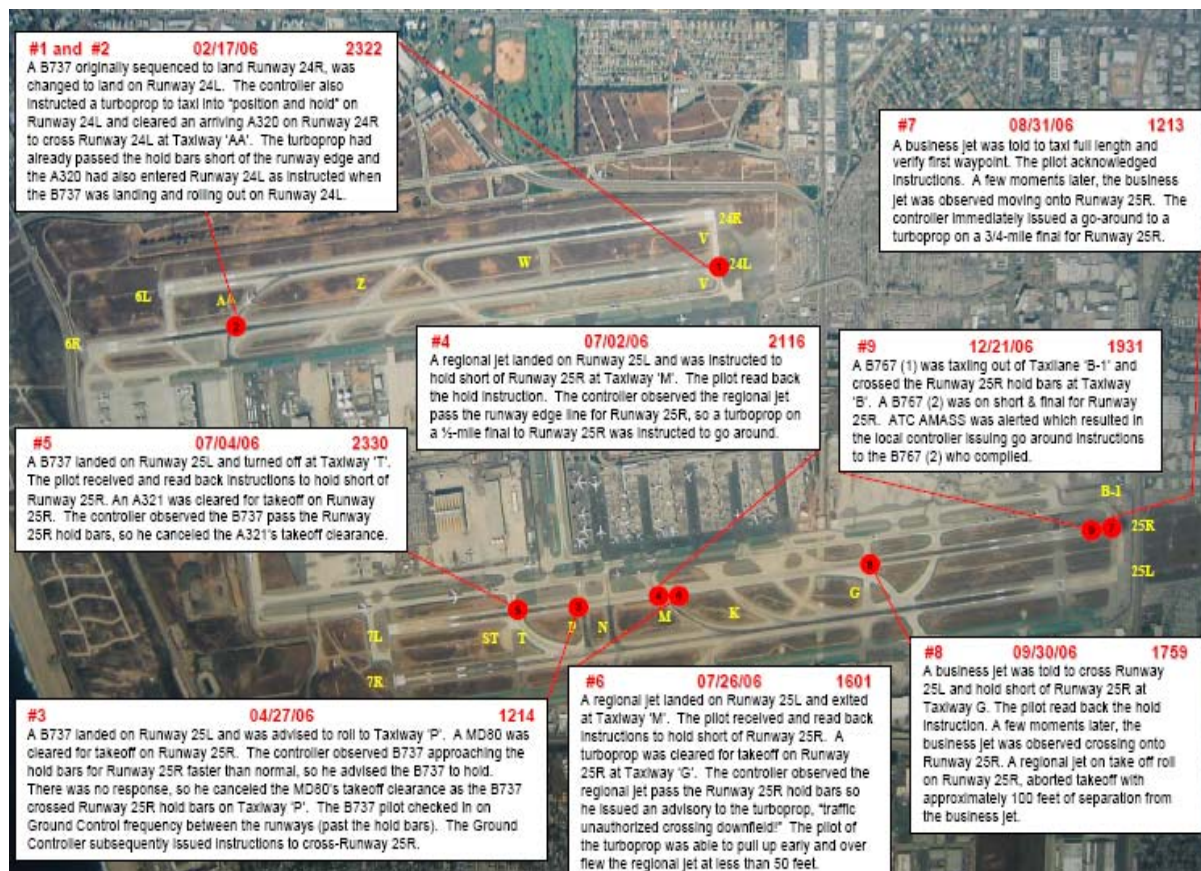 #1 and #2 02/17/06 2322
A B737 originally sequenced to land Runway 24R, was
changed to land on Runway 24L. The controller also
instructed a turboprop to taxi into "position and hold" on
Runway 24L and cleared an arriving A320 on Runway 24R
to cross Runway 24L at Taxiway 'AA'. The turboprop had
already passed the hold bars short of the runway edge and
the A320 had also entered Runway 24L as instructed when
the B737 was landing and rolling out on Runway 24L.
#7 08/31/06 1213
A business jet was told to taxi full length and
verify first waypoint. The pilot acknowledged
instructions. A few moments later, the business
jet was observed moving onto Runway 25R. The
controller immediately issued a go-around to a
turboprop on a 3/4-mile final for Runway 25R.
24R
V
W
24L
1
V
Z
6L
AA
2
6R
#4 07/02/06 2116
A regional jet landed on Runway 25L and was instructed to
hold short of Runway 25R at Taxiway 'M'. The pilot read back
the hold instruction. The controller observed the regional jet
pass the runway edge line for Runway 25R, so a turboprop on
a ½-mile final to Runway 25R was instructed to go around.
#9 12/21/06 1931
A B767 (1) was taxiing out of Taxilane 'B-1' and
crossed the Runway 25R hold bars at Taxiway
'B'. A B767 (2) was on short & final for Runway
25R. ATC AMASS was alerted which resulted in
the local controller issuing go around instructions
to the B767 (2) who complied.
#5 07/04/06 2330
A B737 landed on Runway 25L and turned off at Taxiway 'T'.
The pilot received and read back instructions to hold short of
Runway 25R. An A321 was cleared for takeoff on Runway
25R. The controller observed the B737 pass the Runway
25R hold bars, so he canceled the A321's takeoff clearance.
B-1
7
25R
25L
G
M
K
N
ST T
7L
7R
#3 04/27/06 1214
A B737 landed on Runway 25L and was advised to roll to Taxiway 'P'. A MD80 was
cleared for takeoff on Runway 25R. The controller observed B737 approaching the
hold bars for Runway 25R faster than normal, so he advised the B737 to hold.
There was no response, so he canceled the MD80's takeoff clearance as the B737
crossed Runway 25R hold bars on Taxiway 'P'. The B737 pilot checked in on
Ground Control frequency between the runways (past the hold bars). The Ground
Controller subsequently issued instructions to cross-Runway 25R.
#6 07/26/06 1601
A regional jet landed on Runway 25L and exited
at Taxiway 'M'. The pilot received and read back
instructions to hold short of Runway 25R. A
turboprop was cleared for takeoff on Runway
25R at Taxiway 'G'. The controller observed the
regional jet pass the Runway 25R hold bars so
he issued an advisory to the turboprop, "traffic
unauthorized crossing downfield!" The pilot of
the turboprop was able to pull up early and over
flew the regional jet at less than 50 feet.
#8 09/30/06 1759
A business jet was told to cross Runway
25L and hold short of Runway 25R at
Taxiway G. The pilot read back the hold
instruction. A few moments later, the
business jet was observed crossing onto
Runway 25R. A regional jet on take off roll
on Runway 25R, aborted takeoff with
approximately 100 feet of separation from
the business jet.